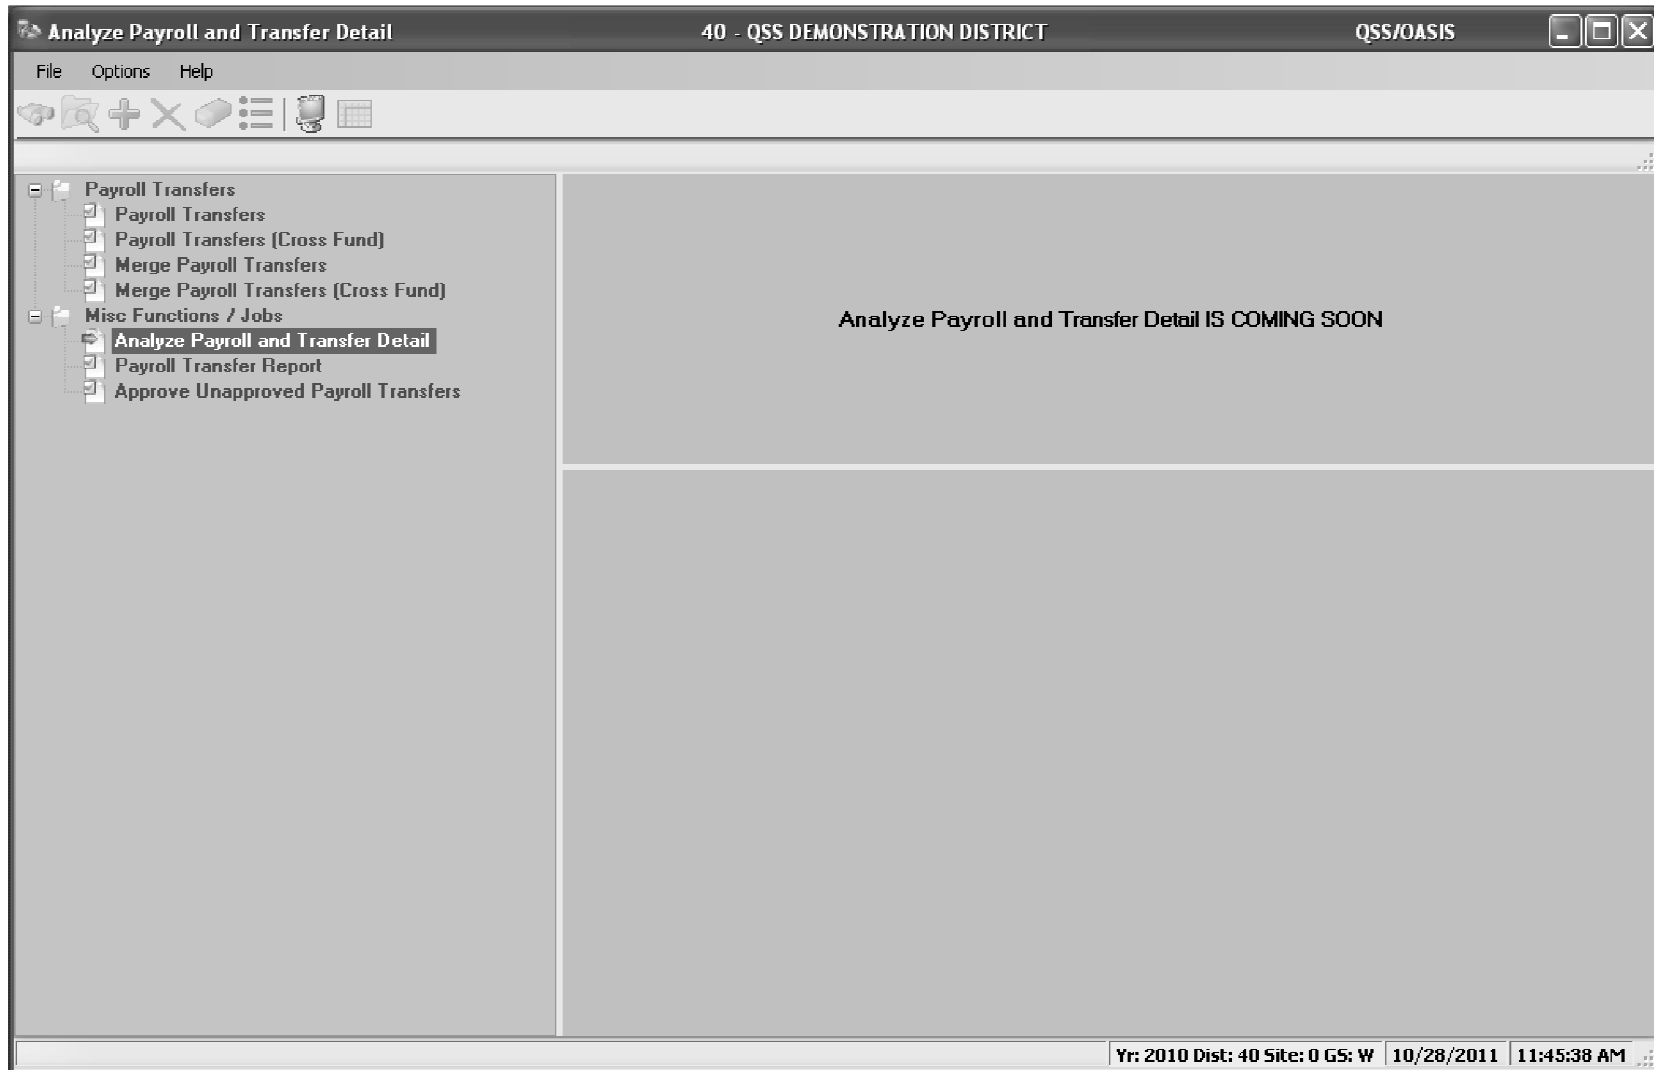 Analyze Payroll and Transfer Detail 40 - QSS DEMONSTRATION DISTRICT QSS/OASIS
File Options Help
Payroll Transfers
Payroll Transfers
Payroll Transfers (Cross Fund)
Merge Payroll Transfers
Merge Payroll Transfers (Cross Fund)
Misc Functions / Jobs
Analyze Payroll and Transfer Detail
Payroll Transfer Report
Approve Unapproved Payroll Transfers
Analyze Payroll and Transfer Detail IS COMING SOON
Yr: 2010 Dist: 40 Site: 0 GS: W 10/28/2011 11:45:38 AM